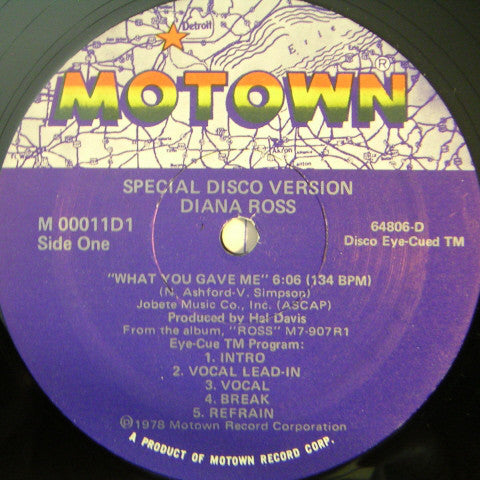 Detroit
Erie
MOTOWN®
SPECIAL DISCO VERSION
DIANA ROSS
M 00011D1
Side One
64806-D
Disco Eye-Cued TM
"WHAT YOU GAVE ME" 6:06 (134 BPM)
(N. Ashford-V. Simpson)
Jobete Music Co., Inc. (ASCAP)
Produced by Hal Davis
From the album, "ROSS" M7-907R1
Eye-Cue TM Program:
1. INTRO
2. VOCAL LEAD-IN
3. VOCAL
4. BREAK
5. REFRAIN
℗1978 Motown Record Corporation
A PRODUCT OF MOTOWN RECORD CORP.